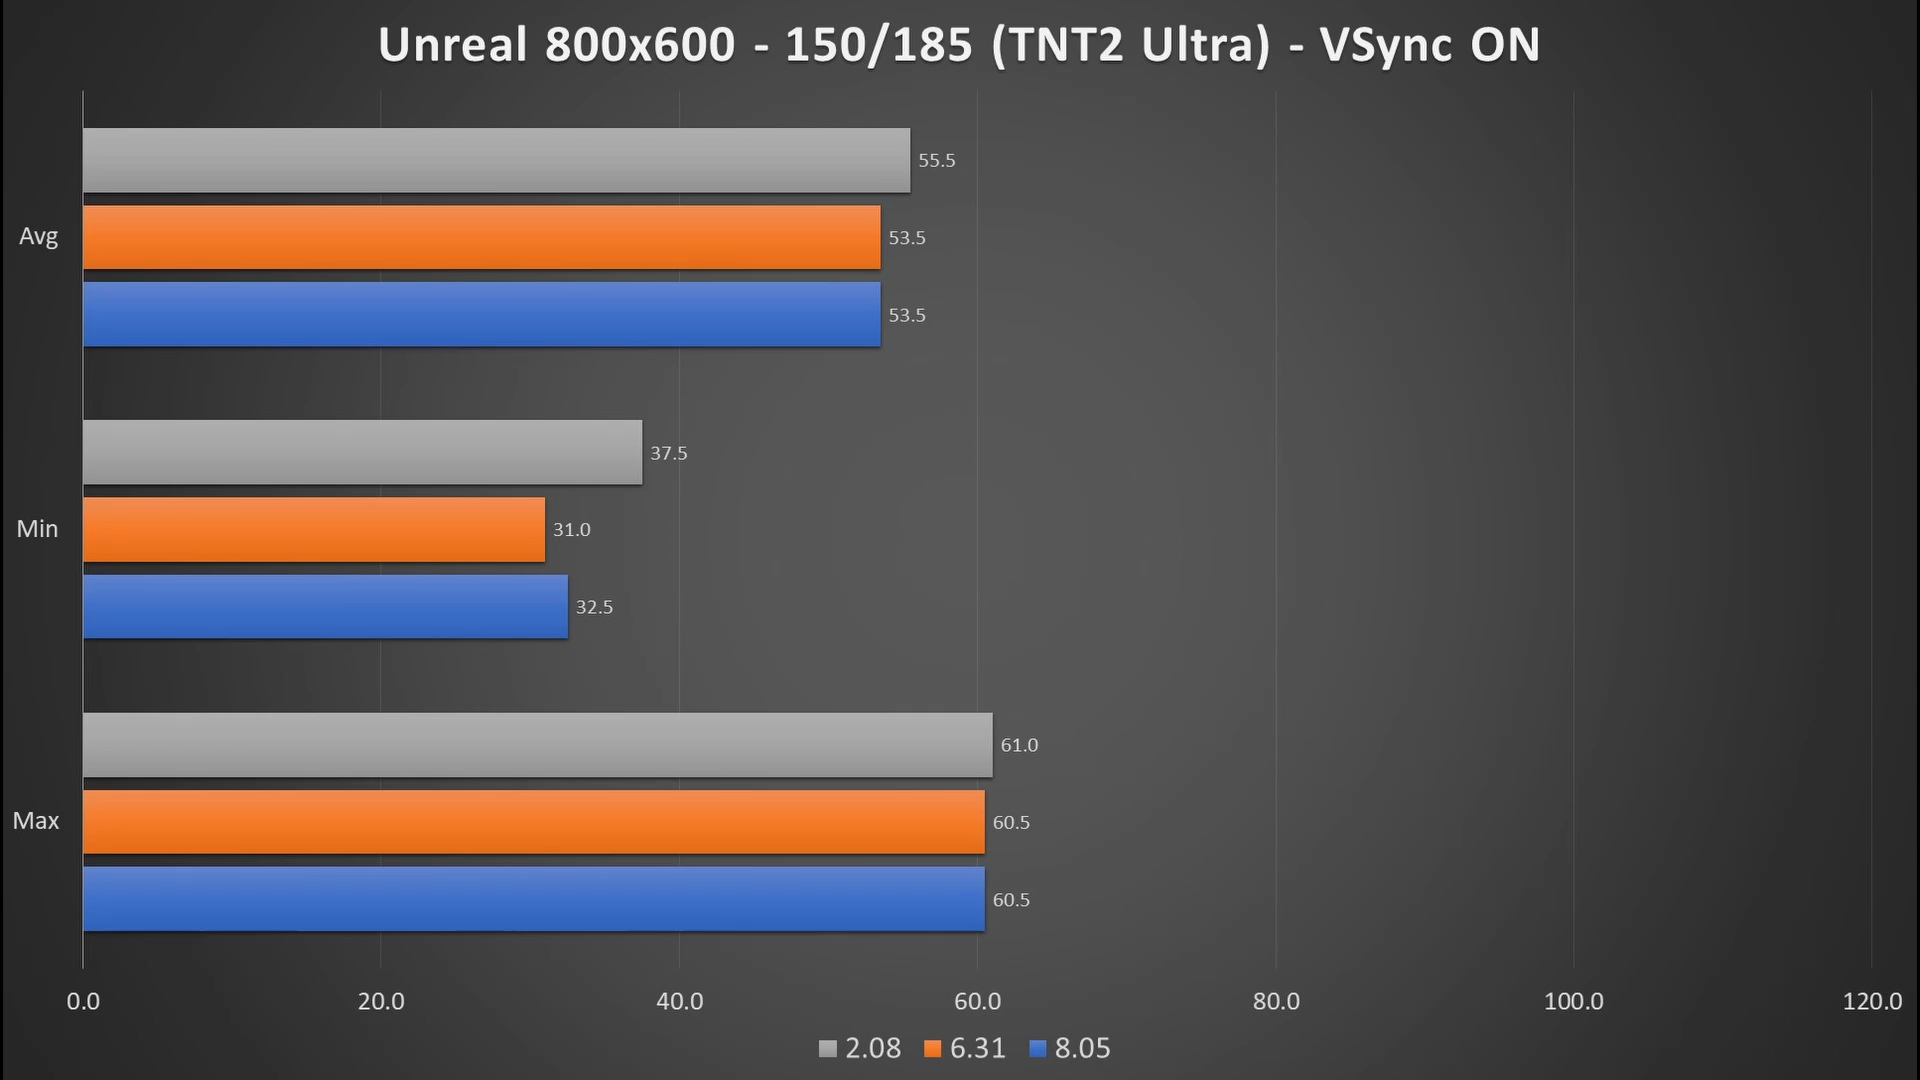 Unreal 800x600 - 150/185 (TNT2 Ultra) - VSync ON
55.5
Avg 53.5
53.5
37.5
Min 31.0
32.5
61.0
Max 60.5
60.5
0.0 20.0 40.0 60.0 80.0 100.0 120.0
2.08 6.31 8.05